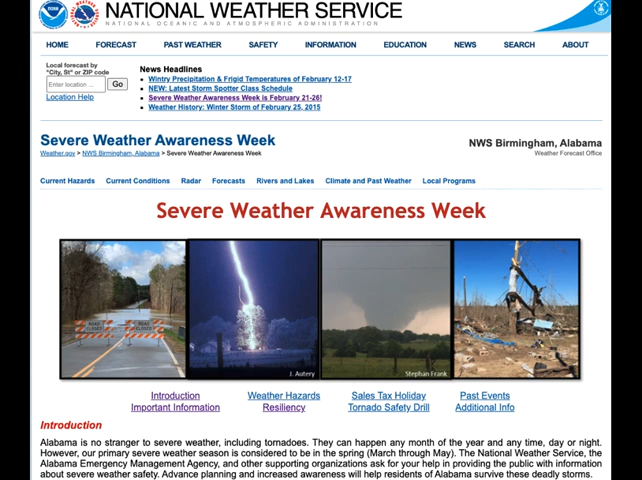 NATIONAL WEATHER SERVICE
NATIONAL OCEANIC AND ATMOSPHERIC ADMINISTRATION
HOME FORECAST PAST WEATHER SAFETY INFORMATION EDUCATION NEWS SEARCH ABOUT
Local forecast by
"City, St" or ZIP code
Enter location ... Go
Location Help
News Headlines
Wintry Precipitation & Frigid Temperatures of February 12-17
NEW: Latest Storm Spotter Class Schedule
Severe Weather Awareness Week is February 21-26!
Weather History: Winter Storm of February 25, 2015
Severe Weather Awareness Week
NWS Birmingham, Alabama
Weather.gov > NWS Birmingham, Alabama > Severe Weather Awareness Week
Weather Forecast Office
Current Hazards Current Conditions Radar Forecasts Rivers and Lakes Climate and Past Weather Local Programs
Severe Weather Awareness Week
ROAD CLOSED ROAD CLOSED
J. Autery
Stephan Frank
Introduction Weather Hazards Sales Tax Holiday Past Events
Important Information Resiliency Tornado Safety Drill Additional Info
Introduction
Alabama is no stranger to severe weather, including tornadoes. They can happen any month of the year and any time, day or night.
However, our primary severe weather season is considered to be in the spring (March through May). The National Weather Service, the
Alabama Emergency Management Agency, and other supporting organizations ask for your help in providing the public with information
about severe weather safety. Advance planning and increased awareness will help residents of Alabama survive these deadly storms.